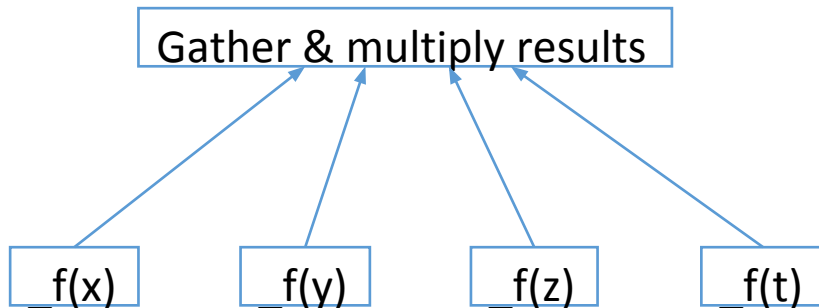 Gather & multiply results
_f(x)
_f(y)
_f(z)
_f(t)